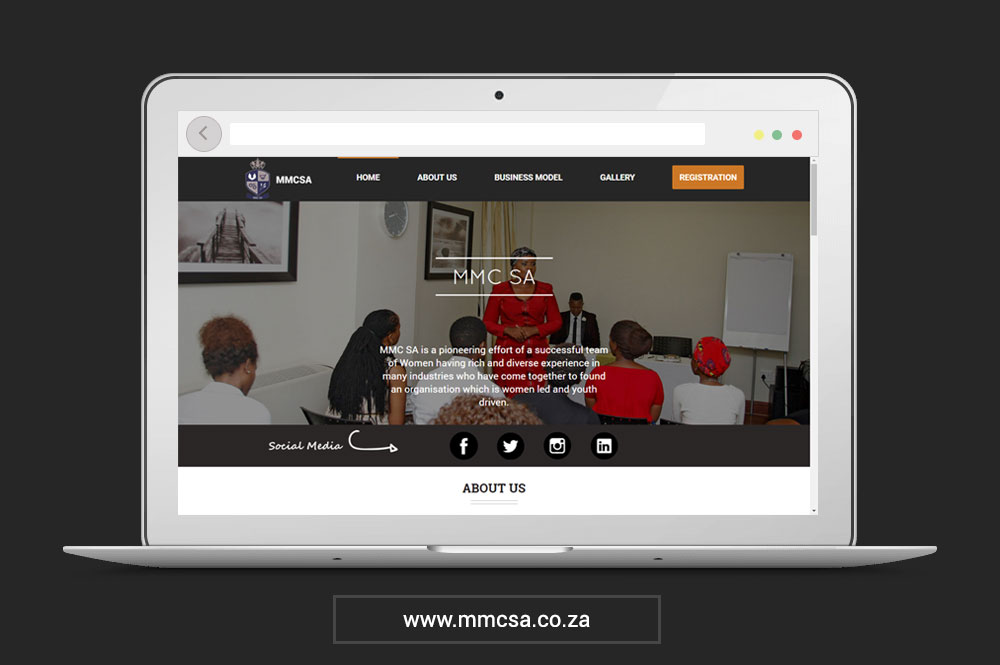 MMCSA
HOME
ABOUT US
BUSINESS MODEL
GALLERY
REGISTRATION
MMC SA
MMC SA is a pioneering effort of a successful team
of Women having rich and diverse experience in
many industries who have come together to found
an organisation which is women led and youth
driven.
Social Media
ABOUT US
www.mmcsa.co.za